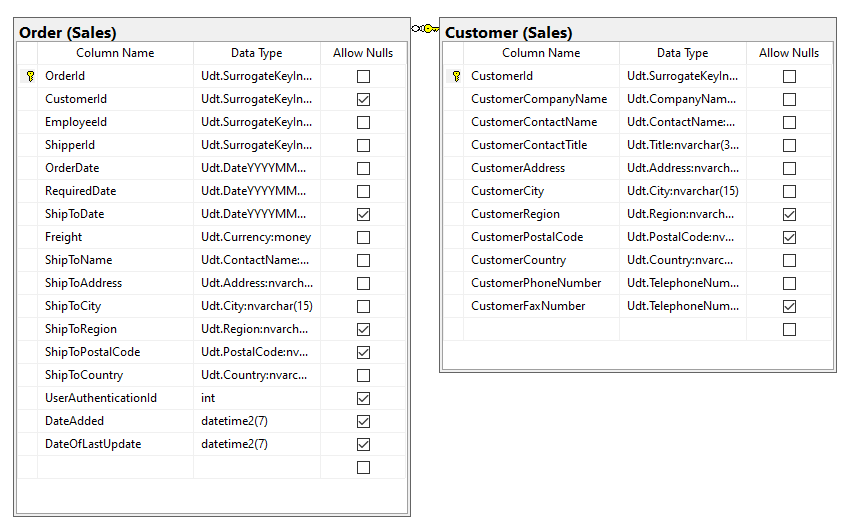 Order (Sales)
Column Name Data Type Allow Nulls
OrderId Udt.SurrogateKeyIn...
CustomerId Udt.SurrogateKeyIn...
EmployeeId Udt.SurrogateKeyIn...
ShipperId Udt.SurrogateKeyIn...
OrderDate Udt.DateYYYYMM...
RequiredDate Udt.DateYYYYMM...
ShipToDate Udt.DateYYYYMM...
Freight Udt.Currency:money
ShipToName Udt.ContactName:...
ShipToAddress Udt.Address:nvarch...
ShipToCity Udt.City:nvarchar(15)
ShipToRegion Udt.Region:nvarch...
ShipToPostalCode Udt.PostalCode:nv...
ShipToCountry Udt.Country:nvarc...
UserAuthenticationId int
DateAdded datetime2(7)
DateOfLastUpdate datetime2(7)
Customer (Sales)
Column Name Data Type Allow Nulls
CustomerId Udt.SurrogateKeyIn...
CustomerCompanyName Udt.CompanyNam...
CustomerContactName Udt.ContactName:...
CustomerContactTitle Udt.Title:nvarchar(3...
CustomerAddress Udt.Address:nvarch...
CustomerCity Udt.City:nvarchar(15)
CustomerRegion Udt.Region:nvarch...
CustomerPostalCode Udt.PostalCode:nv...
CustomerCountry Udt.Country:nvarc...
CustomerPhoneNumber Udt.TelephoneNum...
CustomerFaxNumber Udt.TelephoneNum...